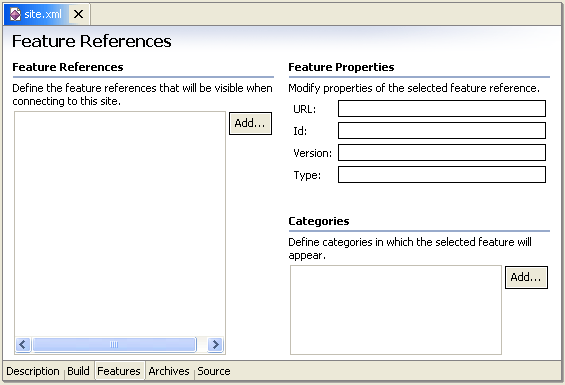 site.xml
Feature References
Feature References
Define the feature references that will be visible when
connecting to this site.
Add...
Feature Properties
Modify properties of the selected feature reference.
URL:
Id:
Version:
Type:
Categories
Define categories in which the selected feature will
appear.
Add...
Description Build Features Archives Source